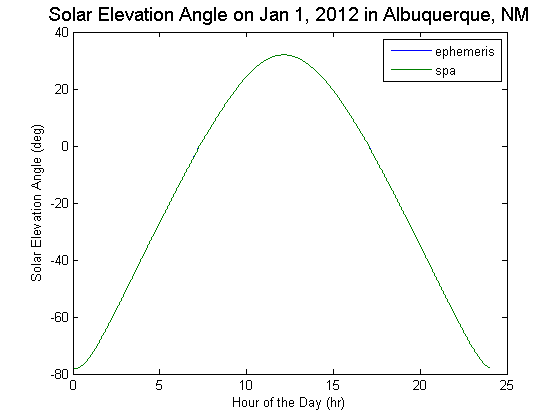 Solar Elevation Angle on Jan 1, 2012 in Albuquerque, NM
ephemeris
spa
Solar Elevation Angle (deg)
40
20
0
-20
-40
-60
-80
0 5 10 15 20 25
Hour of the Day (hr)